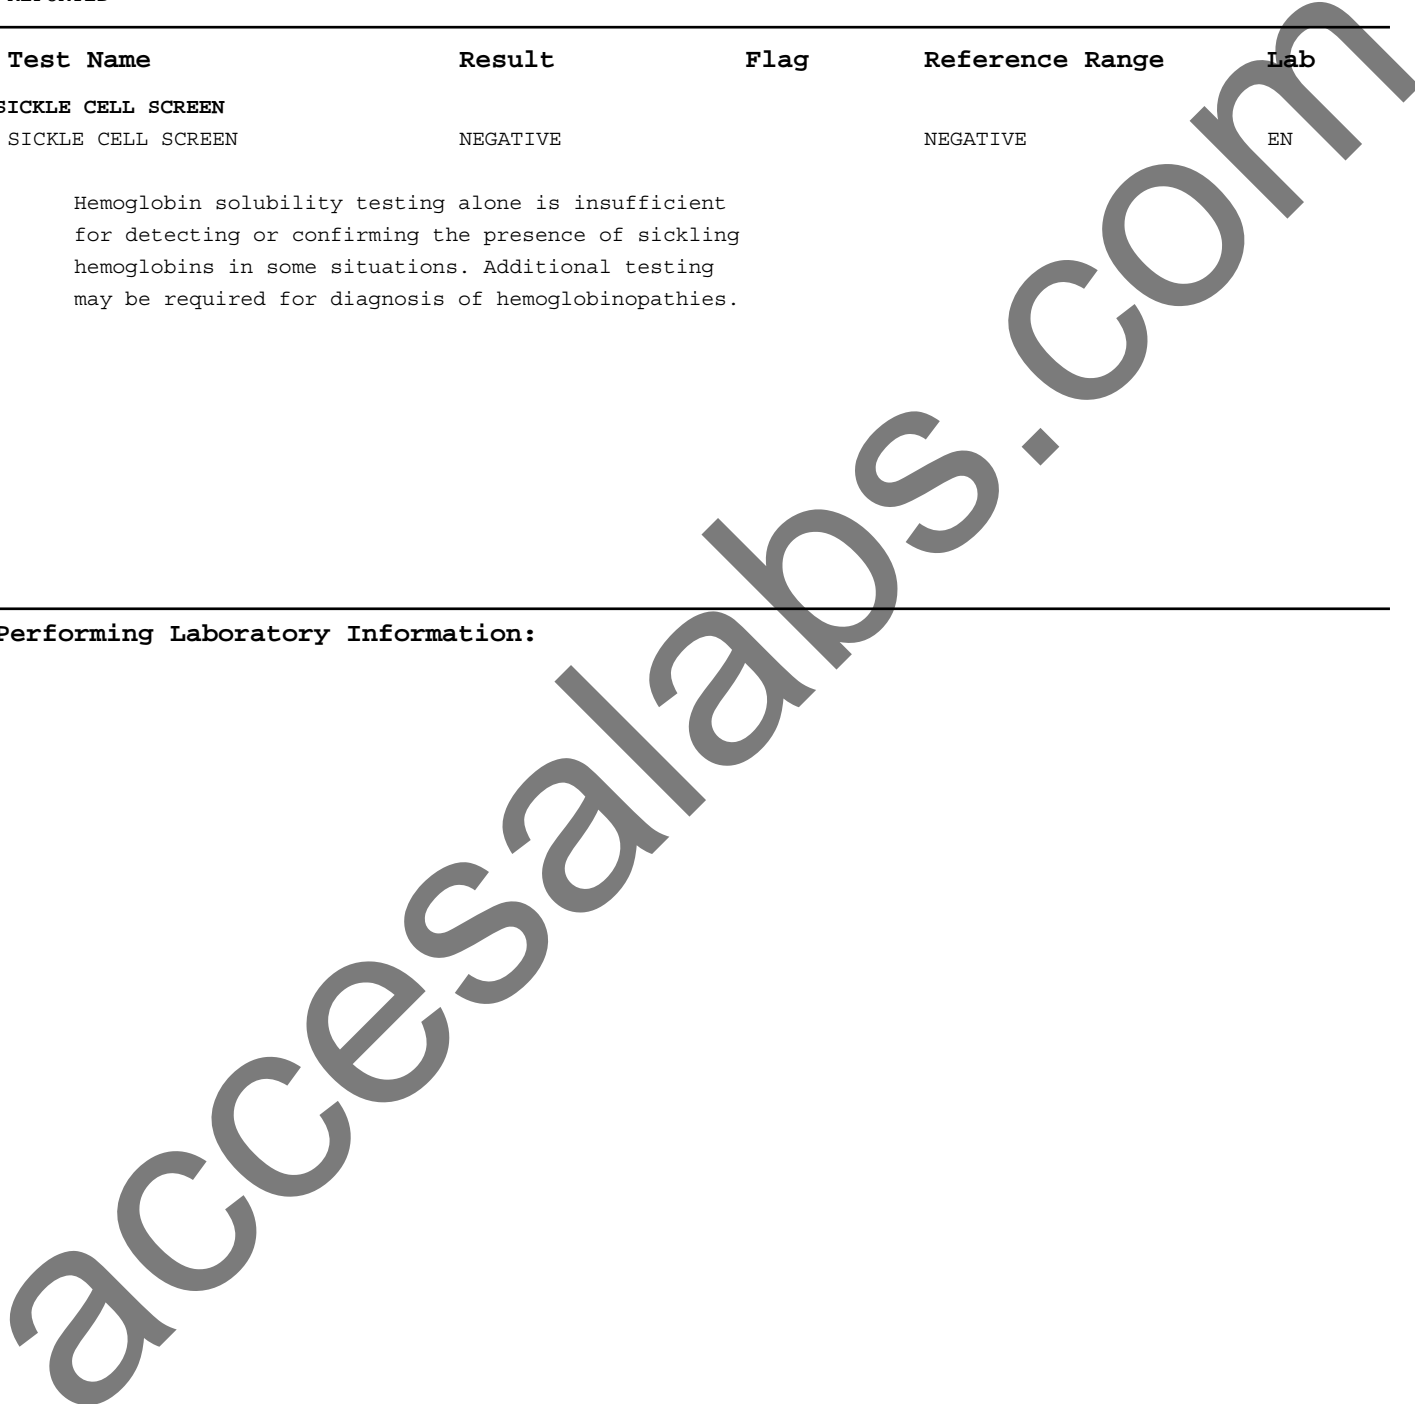 REPORTED
Test Name Result Flag Reference Range Lab
SICKLE CELL SCREEN
SICKLE CELL SCREEN NEGATIVE NEGATIVE EN
Hemoglobin solubility testing alone is insufficient
for detecting or confirming the presence of sickling
hemoglobins in some situations. Additional testing
may be required for diagnosis of hemoglobinopathies.
Performing Laboratory Information:
accesalabs.com